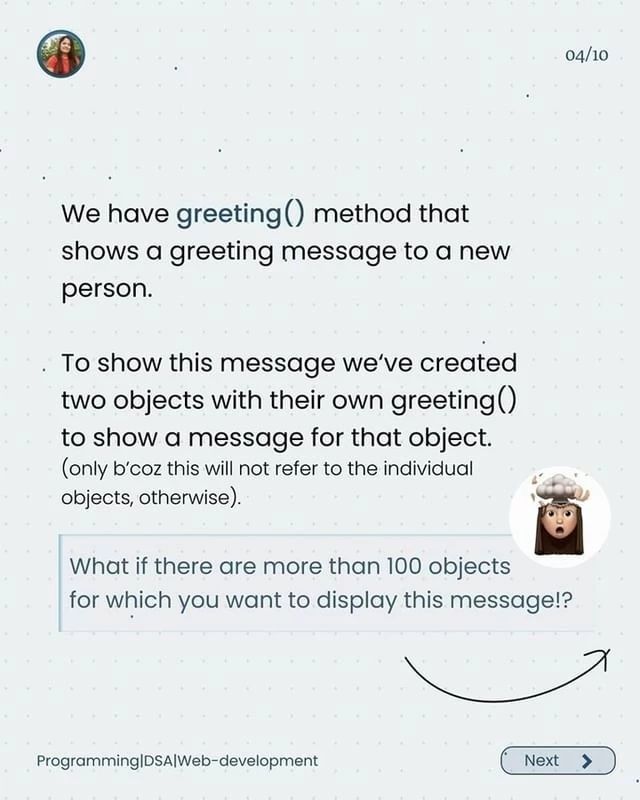 04/10
We have greeting() method that
shows a greeting message to a new
person.
To show this message we've created
two objects with their own greeting()
to show a message for that object.
(only b'coz this will not refer to the individual
objects, otherwise).
What if there are more than 100 objects
for which you want to display this message!?
Programming|DSA|Web-development
Next